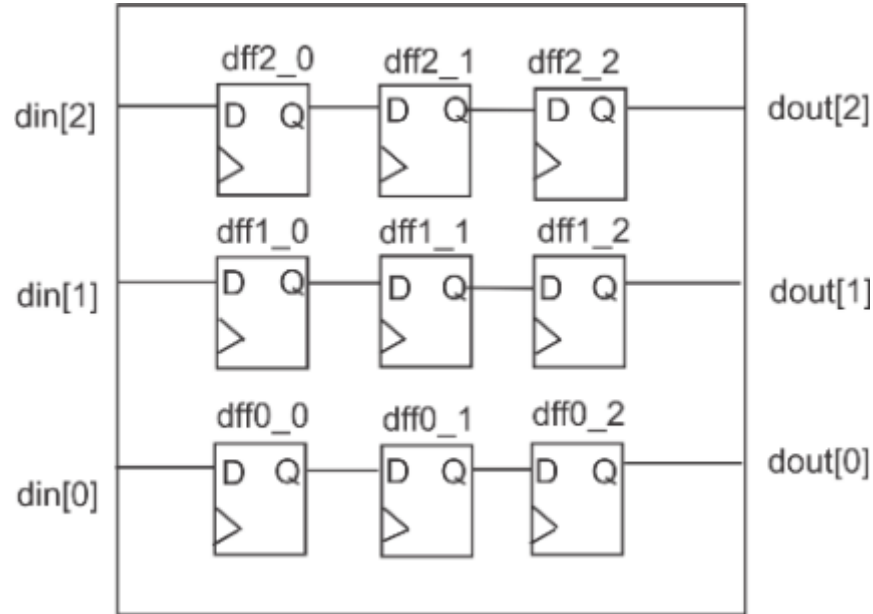 dff2_0 dff2_1 dff2_2
din[2] D Q D Q D Q dout[2]
dff1_0 dff1_1 dff1_2
din[1] D Q D Q D Q dout[1]
dff0_0 dff0_1 dff0_2
din[0] D Q D Q D Q dout[0]